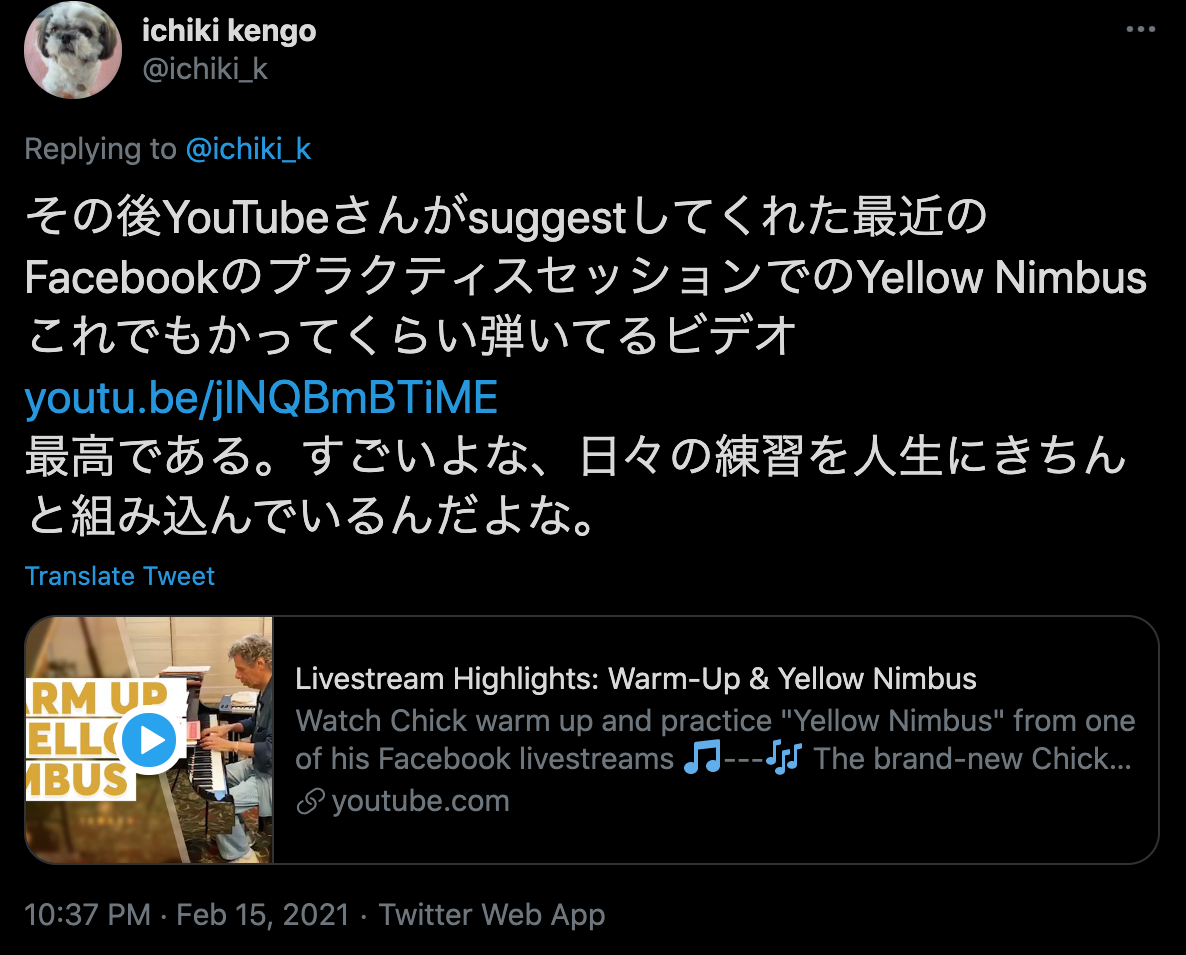 ichiki kengo
@ichiki_k
Replying to @ichiki_k
その後YouTubeさんがsuggestしてくれた最近の
FacebookのプラクティスセッションでのYellow Nimbus
これでもかってくらい弾いてるビデオ
youtu.be/jlNQBmBTiME
最高である。すごいよな、日々の練習を人生にきちん
と組み込んでいるんだよな。
Translate Tweet
RM UP
ELLO
MBUS
Livestream Highlights: Warm-Up & Yellow Nimbus
Watch Chick warm up and practice "Yellow Nimbus" from one
of his Facebook livestreams 🎵---🎶 The brand-new Chick...
youtube.com
10:37 PM · Feb 15, 2021 · Twitter Web App